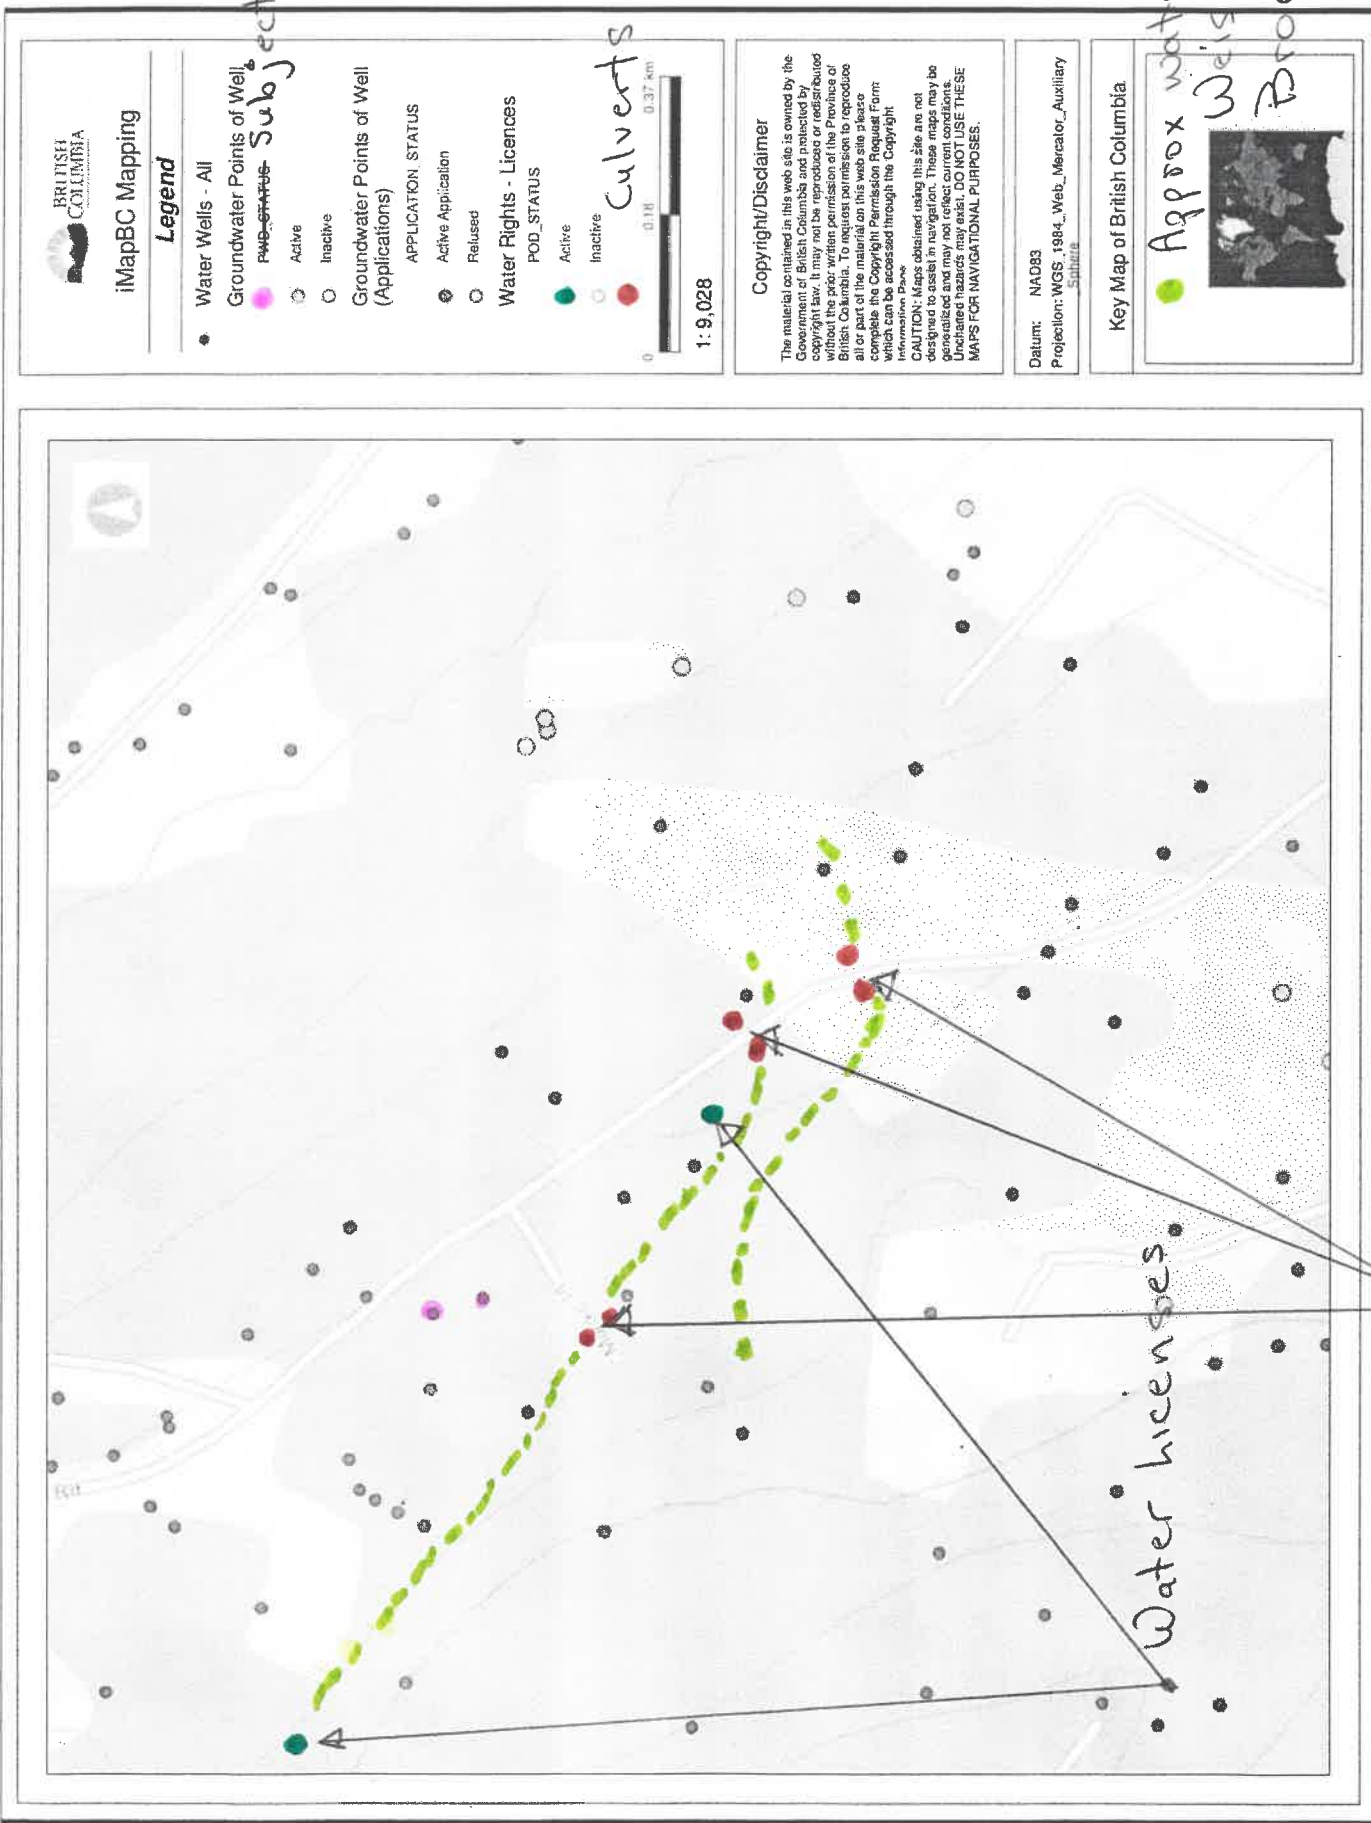 BRITISH
COLUMBIA
iMapBC Mapping
Legend
Water Wells - All
Groundwater Points of Well
PWD_STATUS Subject
Active
Inactive
Groundwater Points of Well
(Applications)
APPLICATION_STATUS
Active Application
Refused
Water Rights - Licences
POD_STATUS
Active
Inactive
Culverts
0 0.18 0.37 km
1: 9,028
Copyright/Disclaimer
The material contained in this web site is owned by the
Government of British Columbia and protected by
copyright law. It may not be reproduced or redistributed
without the prior written permission of the Province of
British Columbia. To request permission to reproduce
all or part of the material on this web site please
complete the Copyright Permission Request Form
which can be accessed through the Copyright
Information Page.
CAUTION: Maps obtained using this site are not
designed to assist in navigation. These maps may be
generalized and may not reflect current conditions.
Uncharted hazards may exist. DO NOT USE THESE
MAPS FOR NAVIGATIONAL PURPOSES.
Datum: NAD83
Projection: WGS_1984_Web_Mercator_Auxiliary
_Sphere
Key Map of British Columbia
Approx wat
Weis
Bro
Water Licenses
Rd